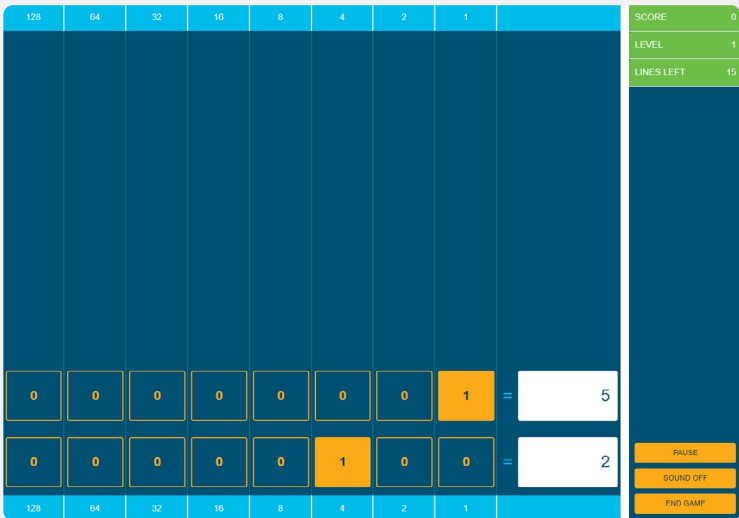 128 64 32 16 8 4 2 1
SCORE 0
LEVEL 1
LINES LEFT 15
0 0 0 0 0 0 0 1 = 5
0 0 0 0 0 1 0 0 = 2
128 64 32 16 8 4 2 1
PAUSE
SOUND OFF
END GAME